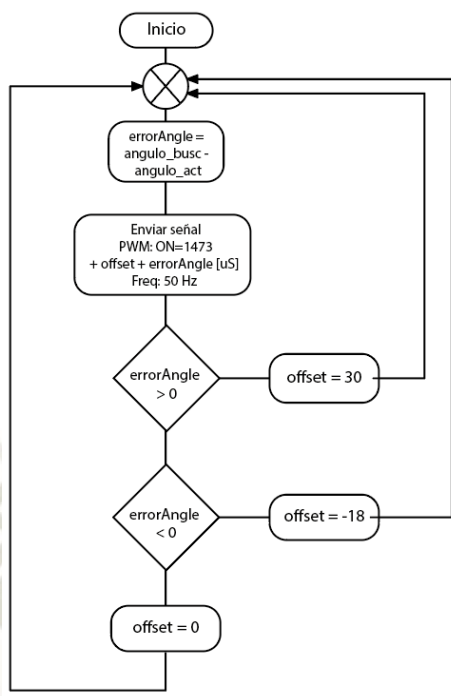 Inicio
errorAngle =
angulo_busc -
angulo_act
Enviar señal
PWM: ON=1473
+ offset + errorAngle [uS]
Freq: 50 Hz
errorAngle
> 0
offset = 30
errorAngle
< 0
offset = -18
offset = 0